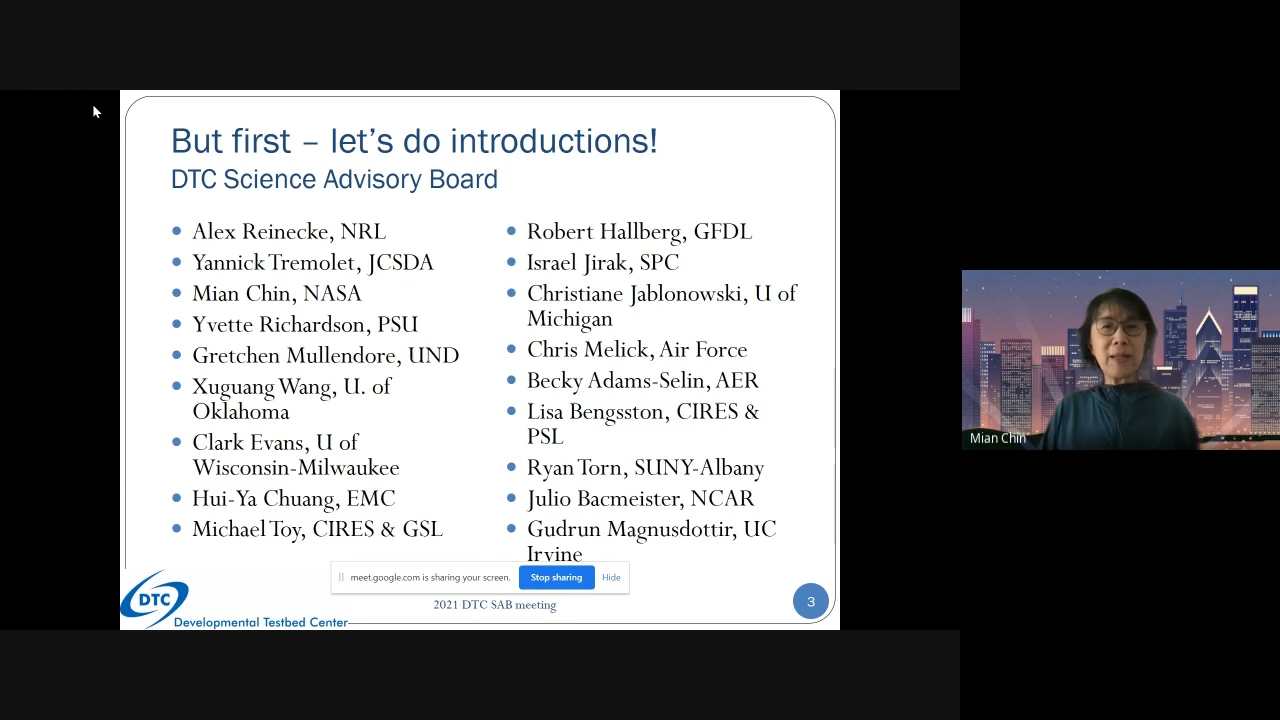 But first – let's do introductions!
DTC Science Advisory Board
Alex Reinecke, NRL
Yannick Tremolet, JCSDA
Mian Chin, NASA
Yvette Richardson, PSU
Gretchen Mullendore, UND
Xuguang Wang, U. of
Oklahoma
Clark Evans, U of
Wisconsin-Milwaukee
Hui-Ya Chuang, EMC
Michael Toy, CIRES & GSL
Robert Hallberg, GFDL
Israel Jirak, SPC
Christiane Jablonowski, U of
Michigan
Chris Melick, Air Force
Becky Adams-Selin, AER
Lisa Bengsston, CIRES &
PSL
Ryan Torn, SUNY-Albany
Julio Bacmeister, NCAR
Gudrun Magnusdottir, UC
Irvine
meet.google.com is sharing your screen.
Stop sharing
Hide
2021 DTC SAB meeting
3
DTC
Developmental Testbed Center
Mian Chin